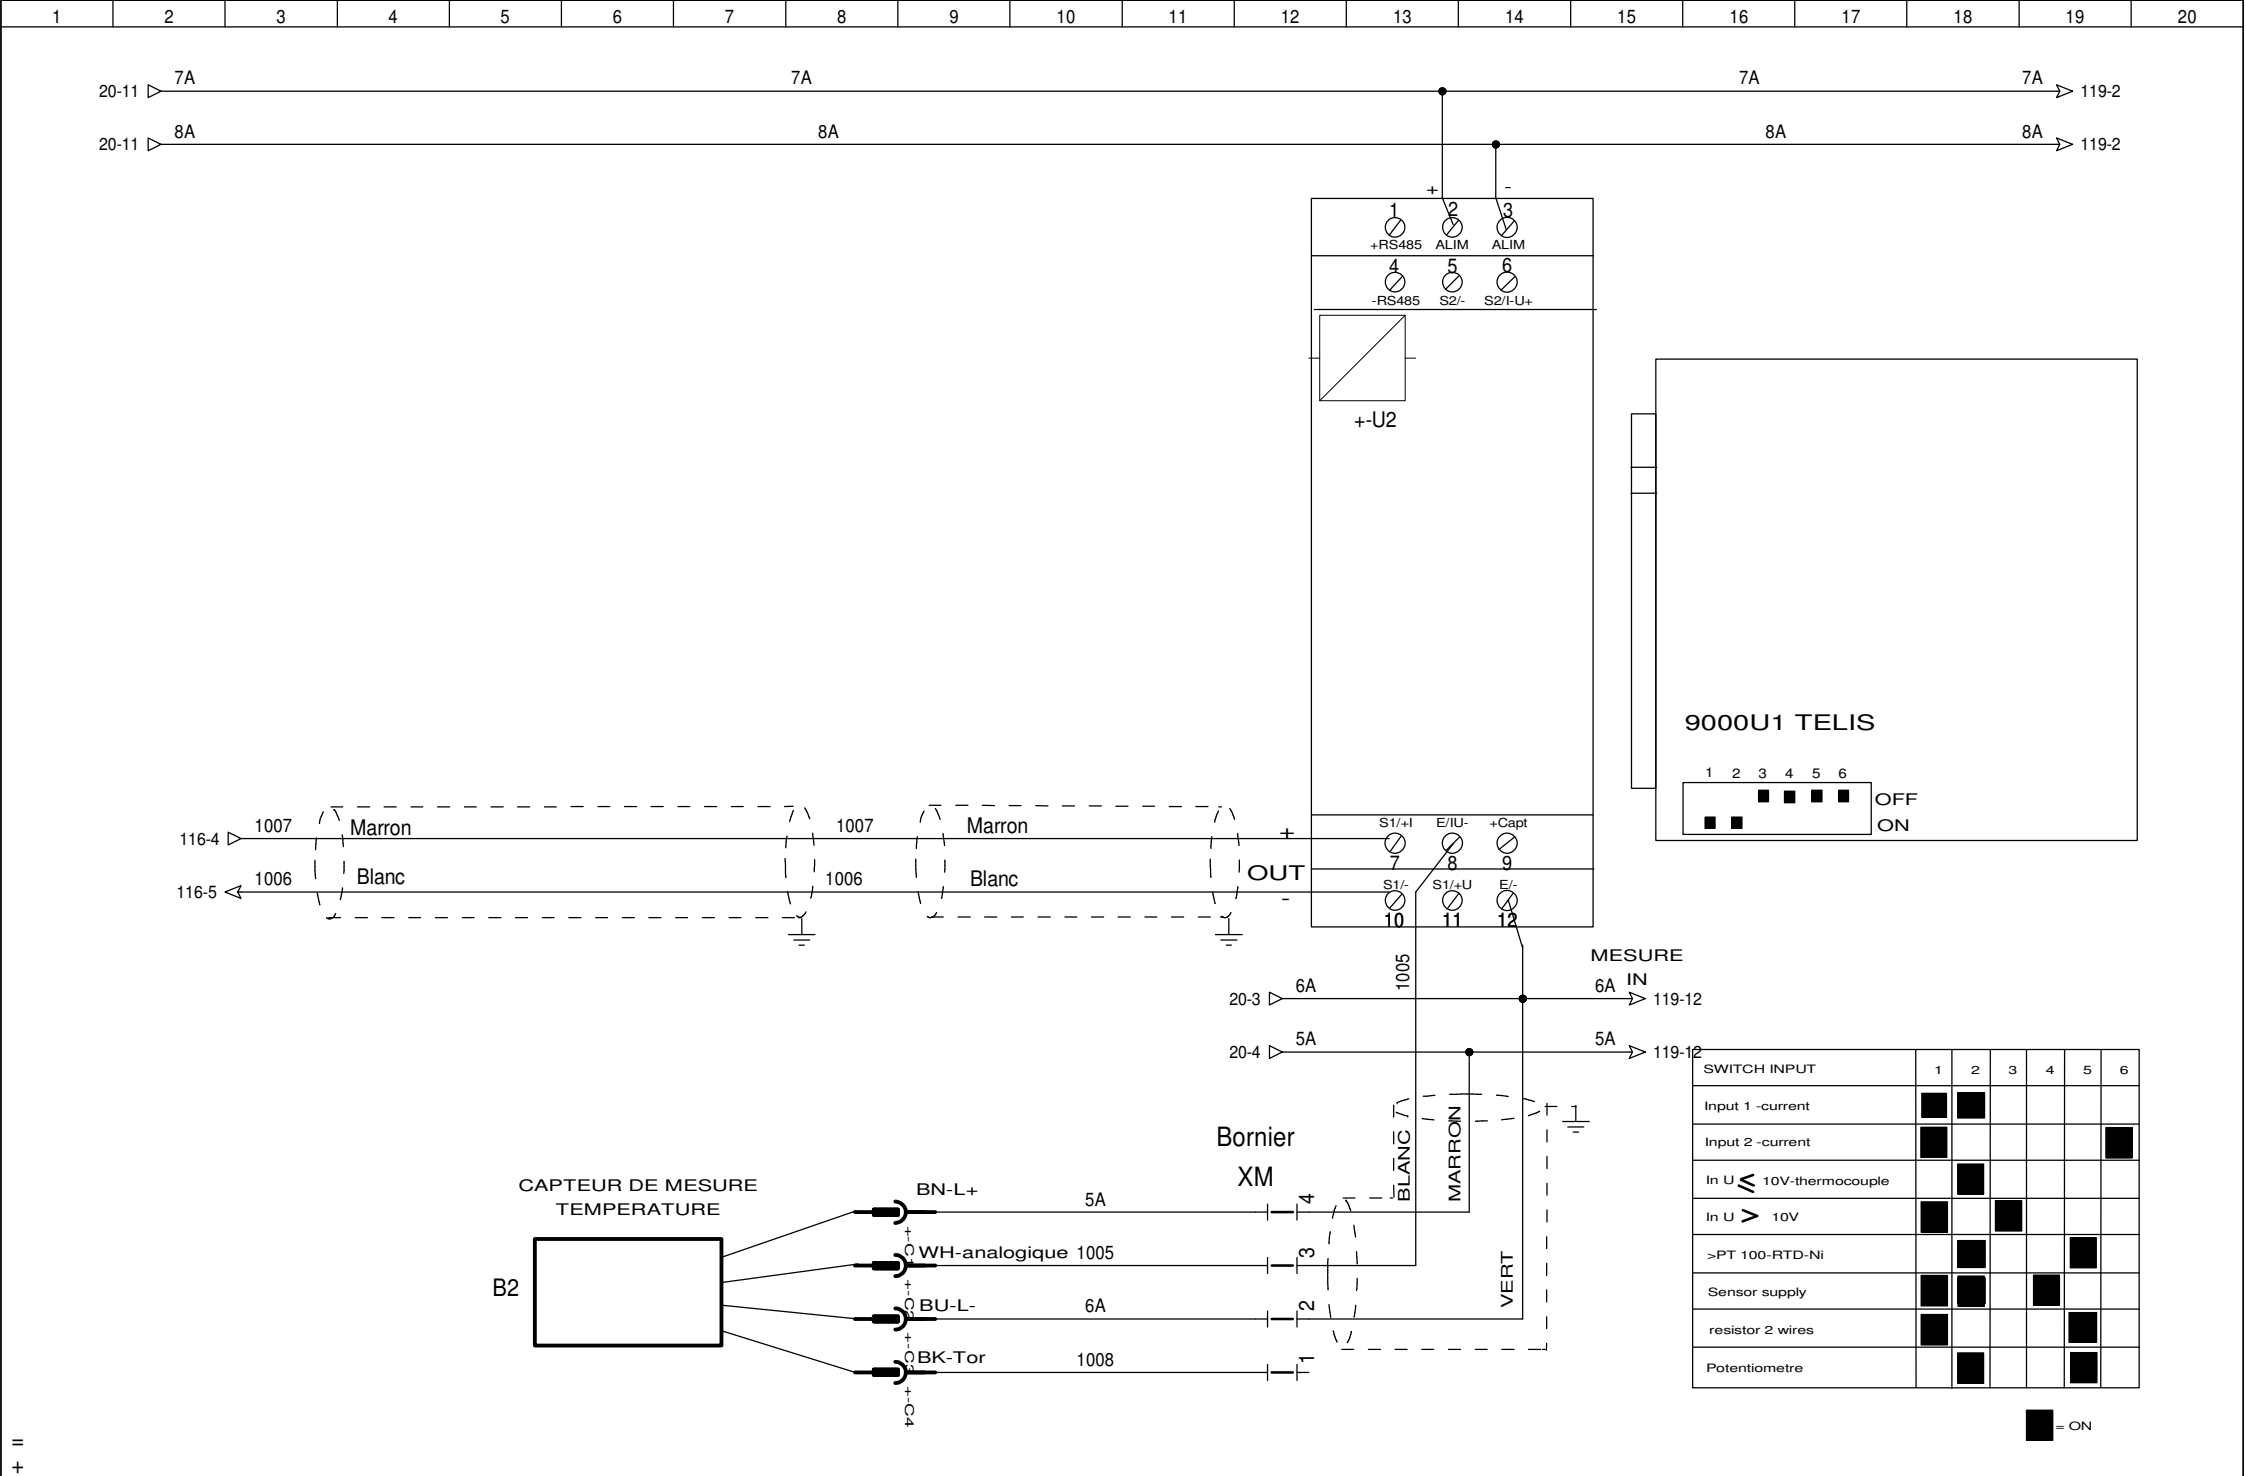 1 2 3 4 5 6 7 8 9 10 11 12 13 14 15 16 17 18 19 20
7A 7A 7A 7A
20-11 119-2
8A 8A 8A 8A
20-11 119-2
+ -
1 2 3
+RS485 ALIM ALIM
4 5 6
-RS485 S2/- S2/I-U+
+-U2
9000U1 TELIS
1 2 3 4 5 6
OFF
ON
116-4 1007 Marron 1007 Marron +
S1/+I E/IU- +Capt
7 8 9
OUT
116-5 1006 Blanc 1006 Blanc -
S1/- S1/+U E/-
10 11 12
1005
MESURE
IN
20-3 6A 6A 119-12
20-4 5A 5A 119-12
BLANC
MARRON
VERT
Bornier
XM
CAPTEUR DE MESURE
TEMPERATURE
B2
BN-L+ 5A 4
WH-analogique 1005 3
BU-L- 6A 2
BK-Tor 1008 1
+-C4
SWITCH INPUT 1 2 3 4 5 6
Input 1 -current
Input 2 -current
In U ≤ 10V-thermocouple
In U > 10V
>PT 100-RTD-Ni
Sensor supply
resistor 2 wires
Potentiometre
= ON
=
+